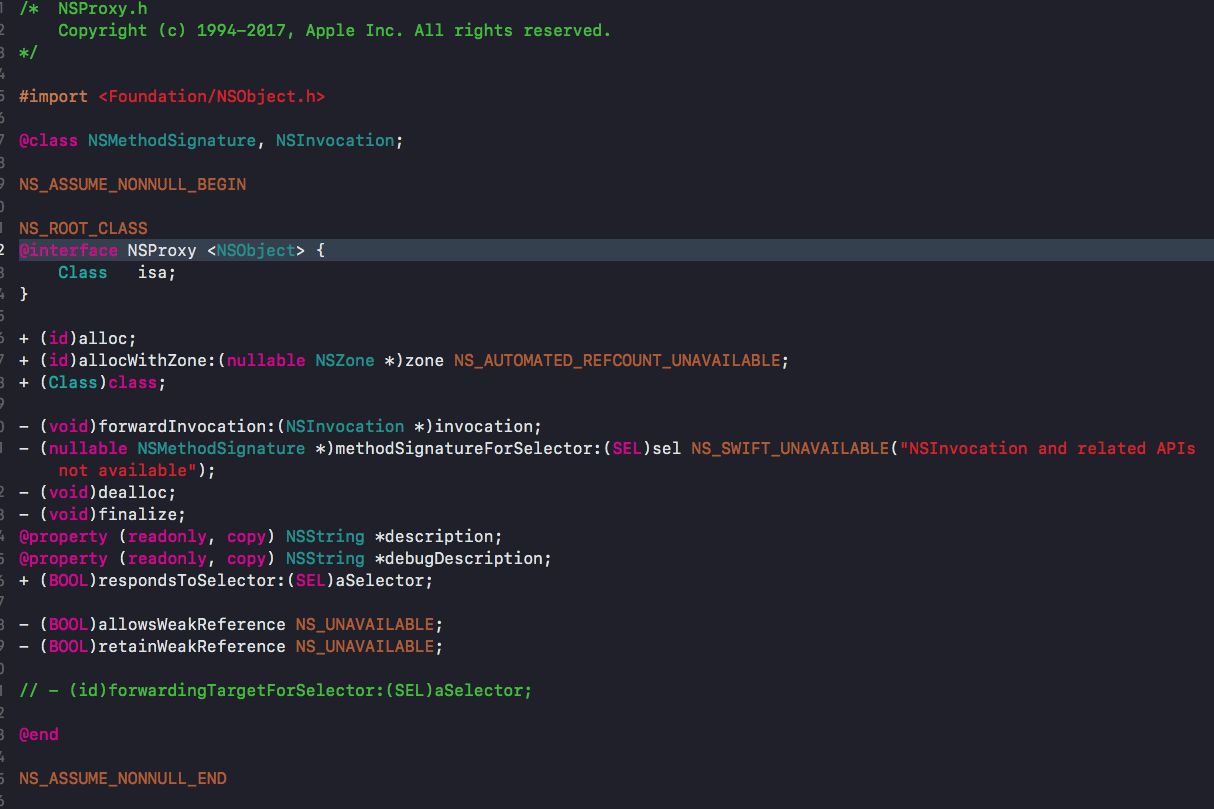 /*  NSProxy.h
    Copyright (c) 1994-2017, Apple Inc. All rights reserved.
*/
#import <Foundation/NSObject.h>
@class NSMethodSignature, NSInvocation;
NS_ASSUME_NONNULL_BEGIN
NS_ROOT_CLASS
@interface NSProxy <NSObject> {
    Class   isa;
}
+ (id)alloc;
+ (id)allocWithZone:(nullable NSZone *)zone NS_AUTOMATED_REFCOUNT_UNAVAILABLE;
+ (Class)class;
- (void)forwardInvocation:(NSInvocation *)invocation;
- (nullable NSMethodSignature *)methodSignatureForSelector:(SEL)sel NS_SWIFT_UNAVAILABLE("NSInvocation and related APIs
    not available");
- (void)dealloc;
- (void)finalize;
@property (readonly, copy) NSString *description;
@property (readonly, copy) NSString *debugDescription;
+ (BOOL)respondsToSelector:(SEL)aSelector;
- (BOOL)allowsWeakReference NS_UNAVAILABLE;
- (BOOL)retainWeakReference NS_UNAVAILABLE;
// - (id)forwardingTargetForSelector:(SEL)aSelector;
@end
NS_ASSUME_NONNULL_END